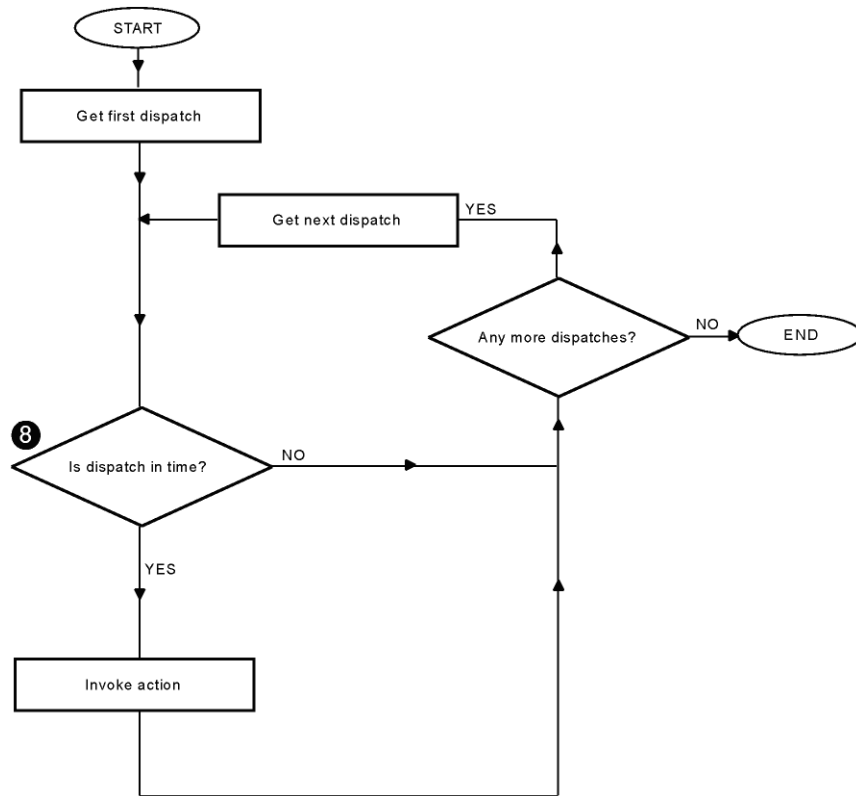 START
Get first dispatch
Get next dispatch
YES
Any more dispatches?
NO
END
8
Is dispatch in time?
NO
YES
Invoke action